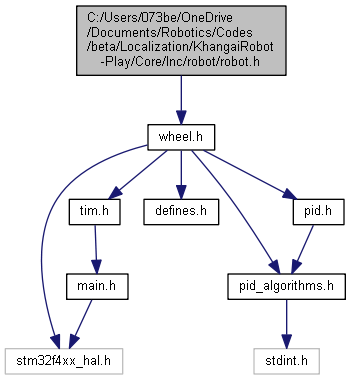 C:/Users/073be/OneDrive
/Documents/Robotics/Codes
/beta/Localization/KhangaiRobot
-Play/Core/Inc/robot/robot.h
wheel.h
tim.h
defines.h
pid.h
main.h
pid_algorithms.h
stm32f4xx_hal.h
stdint.h